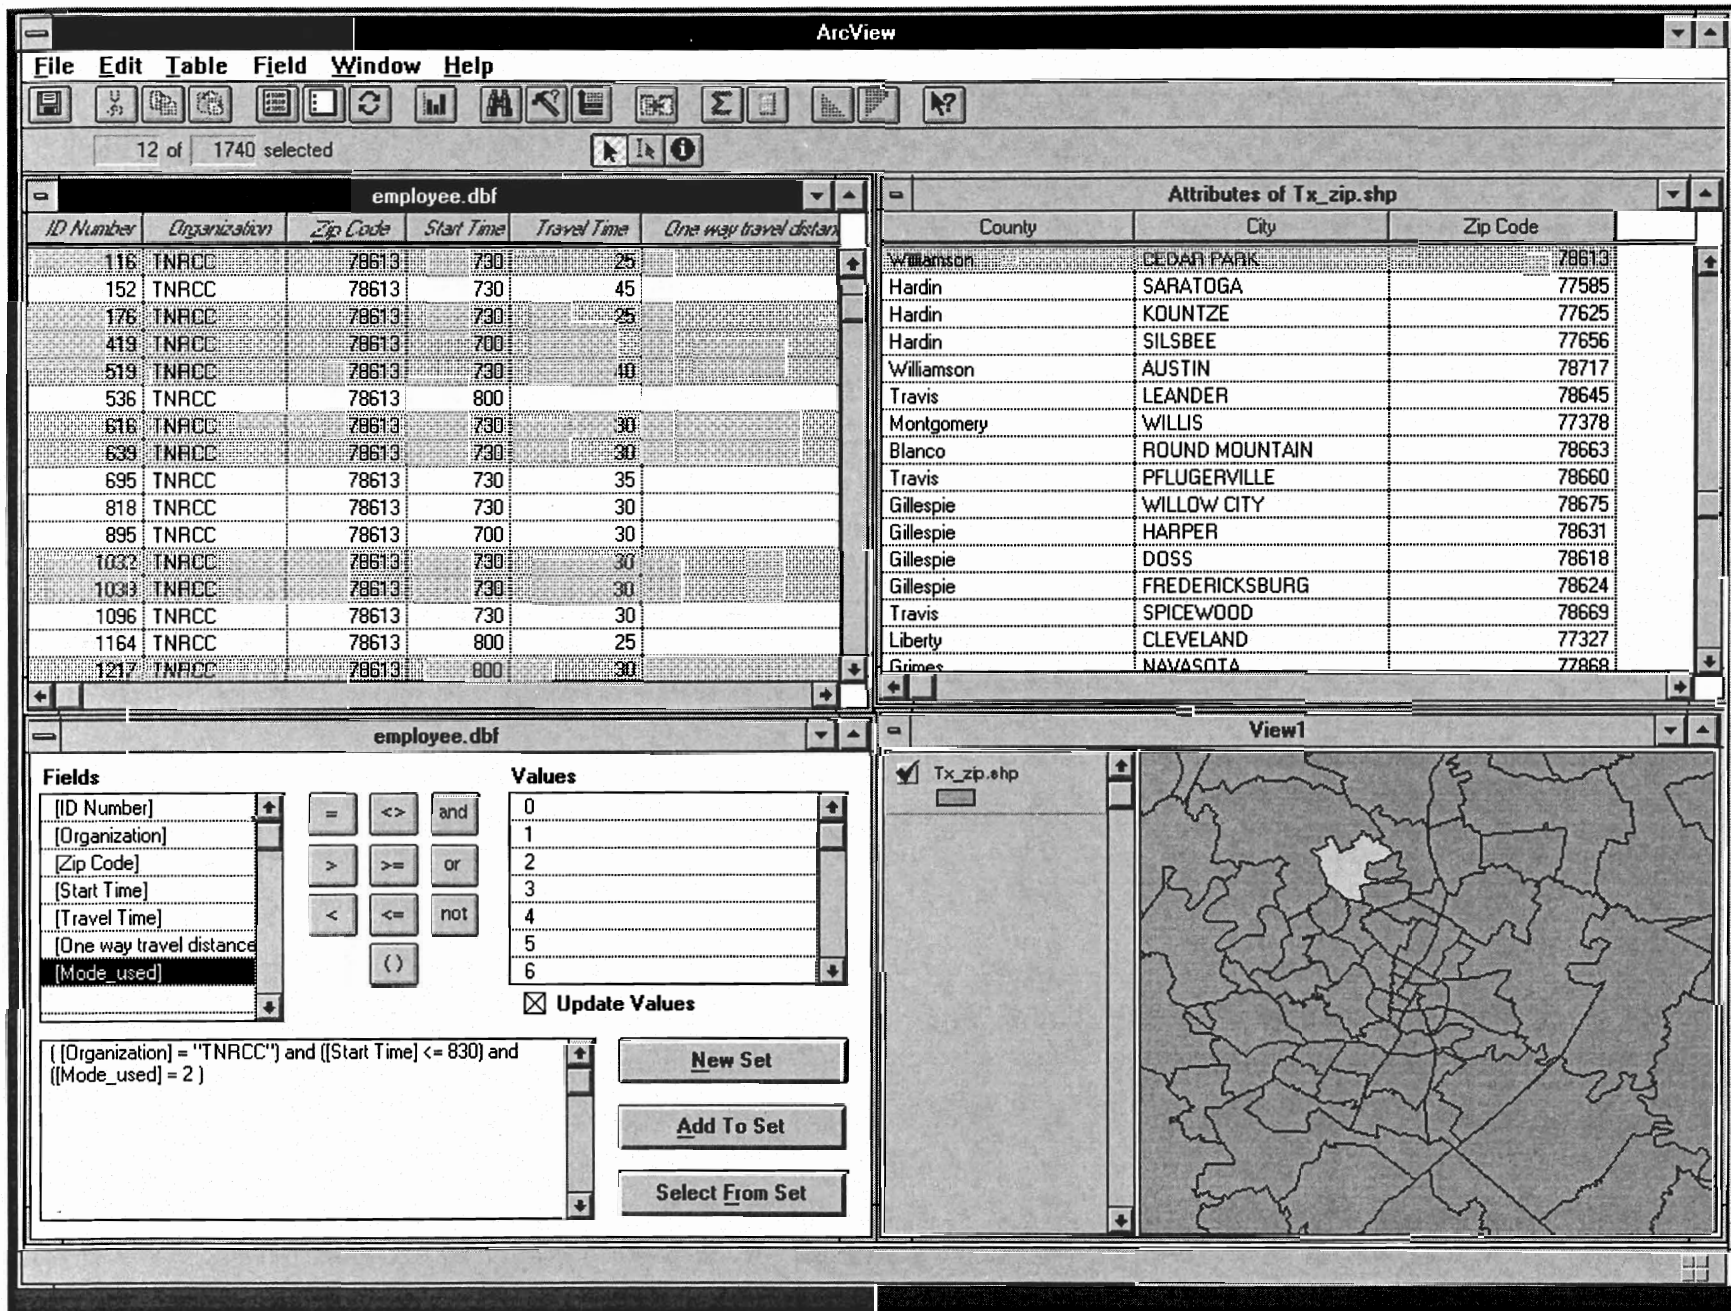 ArcView
File Edit Table Field Window Help
12 of 1740 selected
employee.dbf
ID Number Organization Zip Code Start Time Travel Time One way travel distan
116 TNRCC 78613 730 25
152 TNRCC 78613 730 45
176 TNRCC 78613 730 25
419 TNRCC 78613 700
519 TNRCC 78613 730 40
536 TNRCC 78613 800
616 TNRCC 78613 730 30
639 TNRCC 78613 730 30
695 TNRCC 78613 730 35
818 TNRCC 78613 730 30
895 TNRCC 78613 700 30
1032 TNRCC 78613 730 30
1039 TNRCC 78613 730 30
1096 TNRCC 78613 730 30
1164 TNRCC 78613 800 25
1217 TNRCC 78613 800 30
Attributes of Tx_zip.shp
County City Zip Code
Williamson CEDAR PARK 78613
Hardin SARATOGA 77585
Hardin KOUNTZE 77625
Hardin SILSBEE 77656
Williamson AUSTIN 78717
Travis LEANDER 78645
Montgomery WILLIS 77378
Blanco ROUND MOUNTAIN 78663
Travis PFLUGERVILLE 78660
Gillespie WILLOW CITY 78675
Gillespie HARPER 78631
Gillespie DOSS 78618
Gillespie FREDERICKSBURG 78624
Travis SPICEWOOD 78669
Liberty CLEVELAND 77327
Grimes NAVASOTA 77868
employee.dbf
Fields
[ID Number]
[Organization]
[Zip Code]
[Start Time]
[Travel Time]
[One way travel distance
[Mode_used]
= <> and
> >= or
< <= not
( )
Values
0
1
2
3
4
5
6
Update Values
( [Organization] = "TNRCC") and ([Start Time] <= 830) and
([Mode_used] = 2 )
New Set
Add To Set
Select From Set
View1
Tx_zip.shp